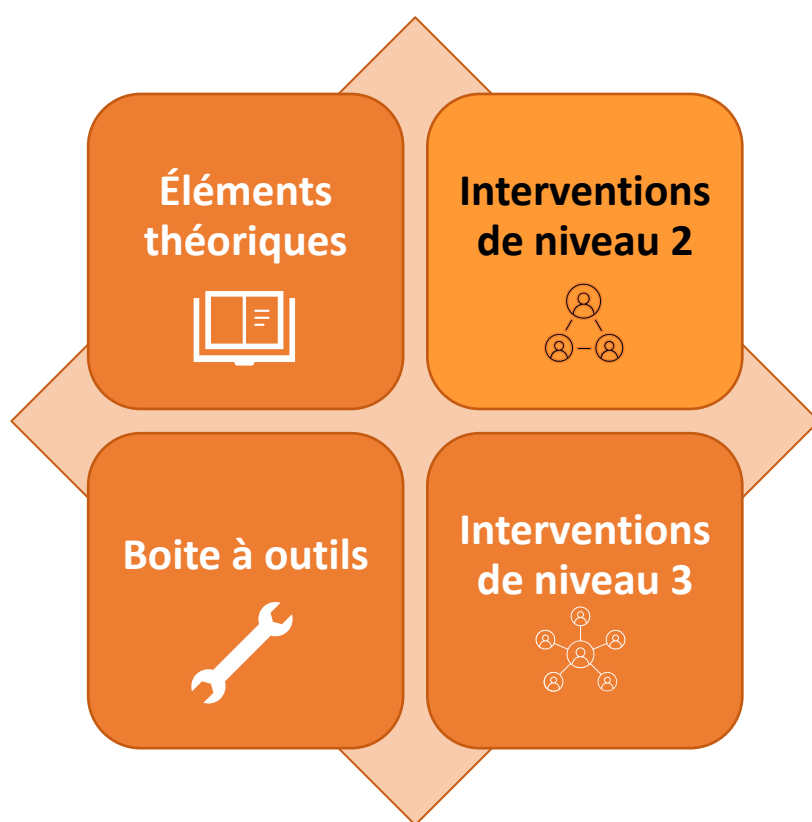 Éléments
théoriques
Interventions
de niveau 2
Boite à outils
Interventions
de niveau 3